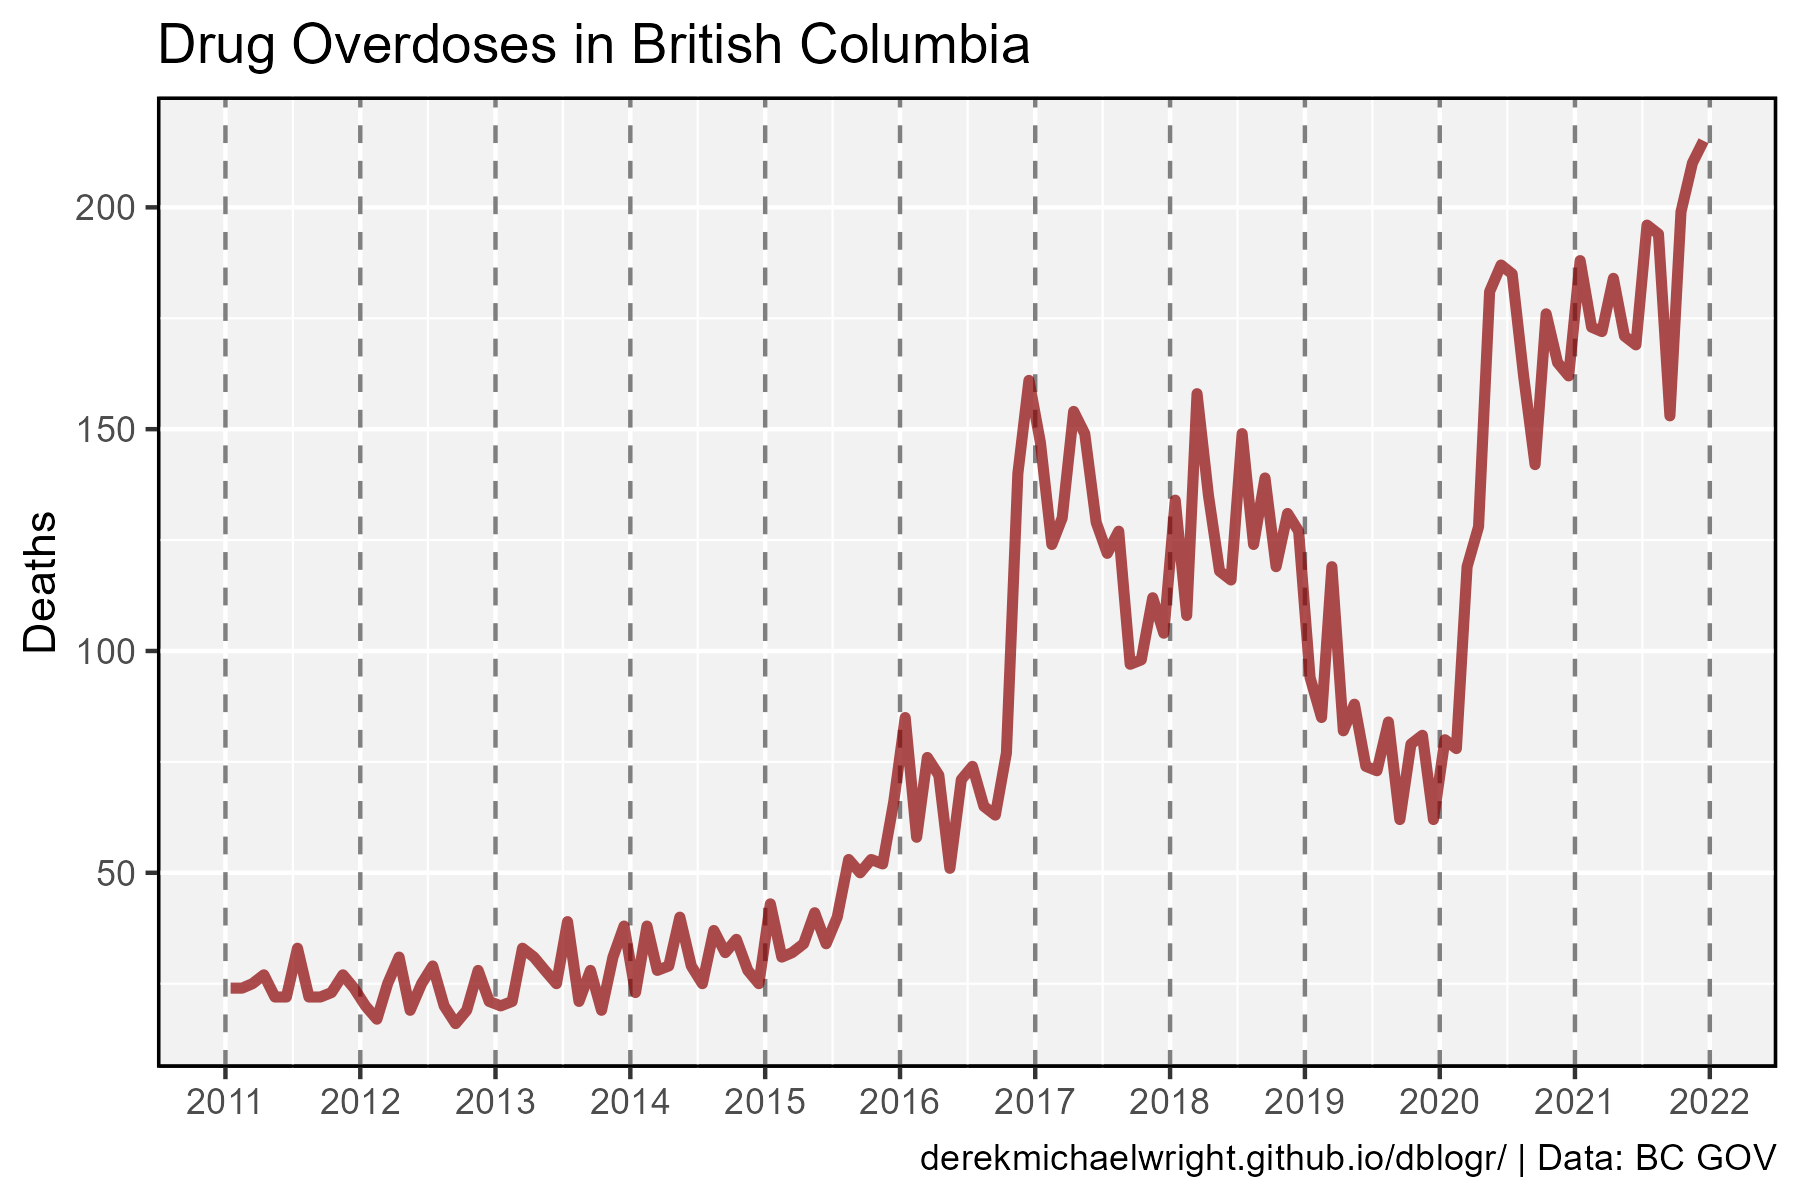 Drug Overdoses in British Columbia
Deaths
200
150
100
50
2011 2012 2013 2014 2015 2016 2017 2018 2019 2020 2021 2022
derekmichaelwright.github.io/dblogr/ | Data: BC GOV